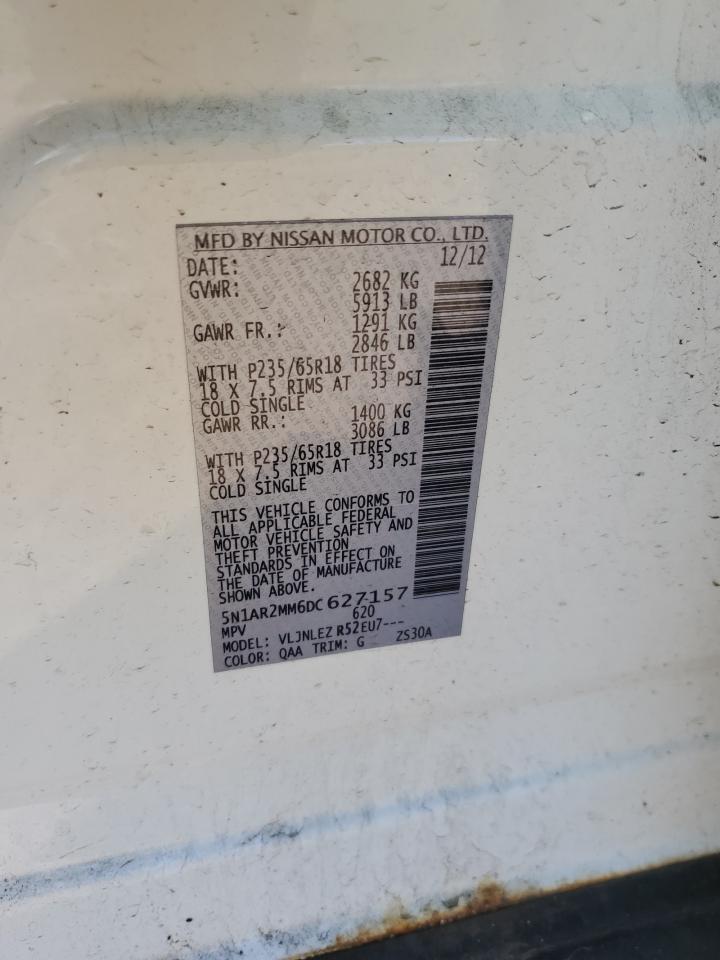 MFD BY NISSAN MOTOR CO., LTD.
DATE: 12/12
GVWR: 2682 KG
5913 LB
GAWR FR.: 1291 KG
2846 LB
WITH P235/65R18 TIRES
18 X 7.5 RIMS AT 33 PSI
COLD SINGLE
GAWR RR.: 1400 KG
3086 LB
WITH P235/65R18 TIRES
18 X 7.5 RIMS AT 33 PSI
COLD SINGLE
THIS VEHICLE CONFORMS TO
ALL APPLICABLE FEDERAL
MOTOR VEHICLE SAFETY AND
THEFT PREVENTION
STANDARDS IN EFFECT ON
THE DATE OF MANUFACTURE
SHOWN ABOVE.
5N1AR2MM6DC 627157
MPV 620
MODEL: VLJNLEZ R52EU7---
COLOR: QAA TRIM: G ZS30A